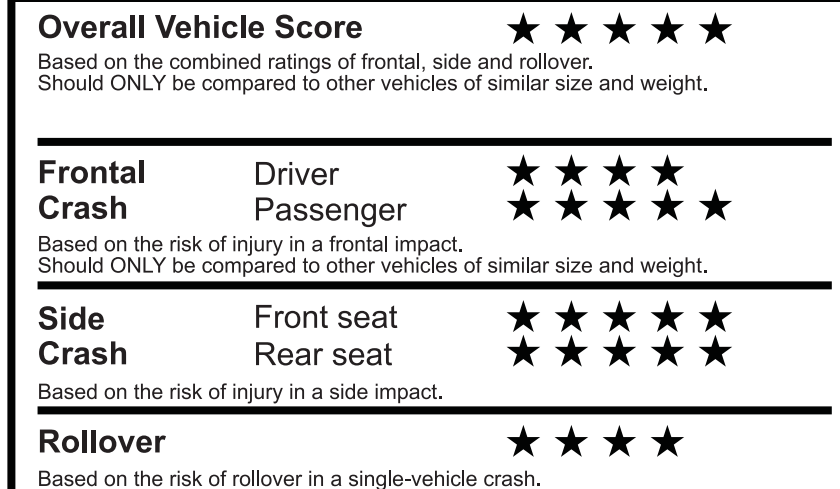 Overall Vehicle Score ★ ★ ★ ★ ★
Based on the combined ratings of frontal, side and rollover.
Should ONLY be compared to other vehicles of similar size and weight.
Frontal Driver ★ ★ ★ ★
Crash Passenger ★ ★ ★ ★ ★
Based on the risk of injury in a frontal impact.
Should ONLY be compared to other vehicles of similar size and weight.
Side Front seat ★ ★ ★ ★ ★
Crash Rear seat ★ ★ ★ ★ ★
Based on the risk of injury in a side impact.
Rollover ★ ★ ★ ★
Based on the risk of rollover in a single-vehicle crash.